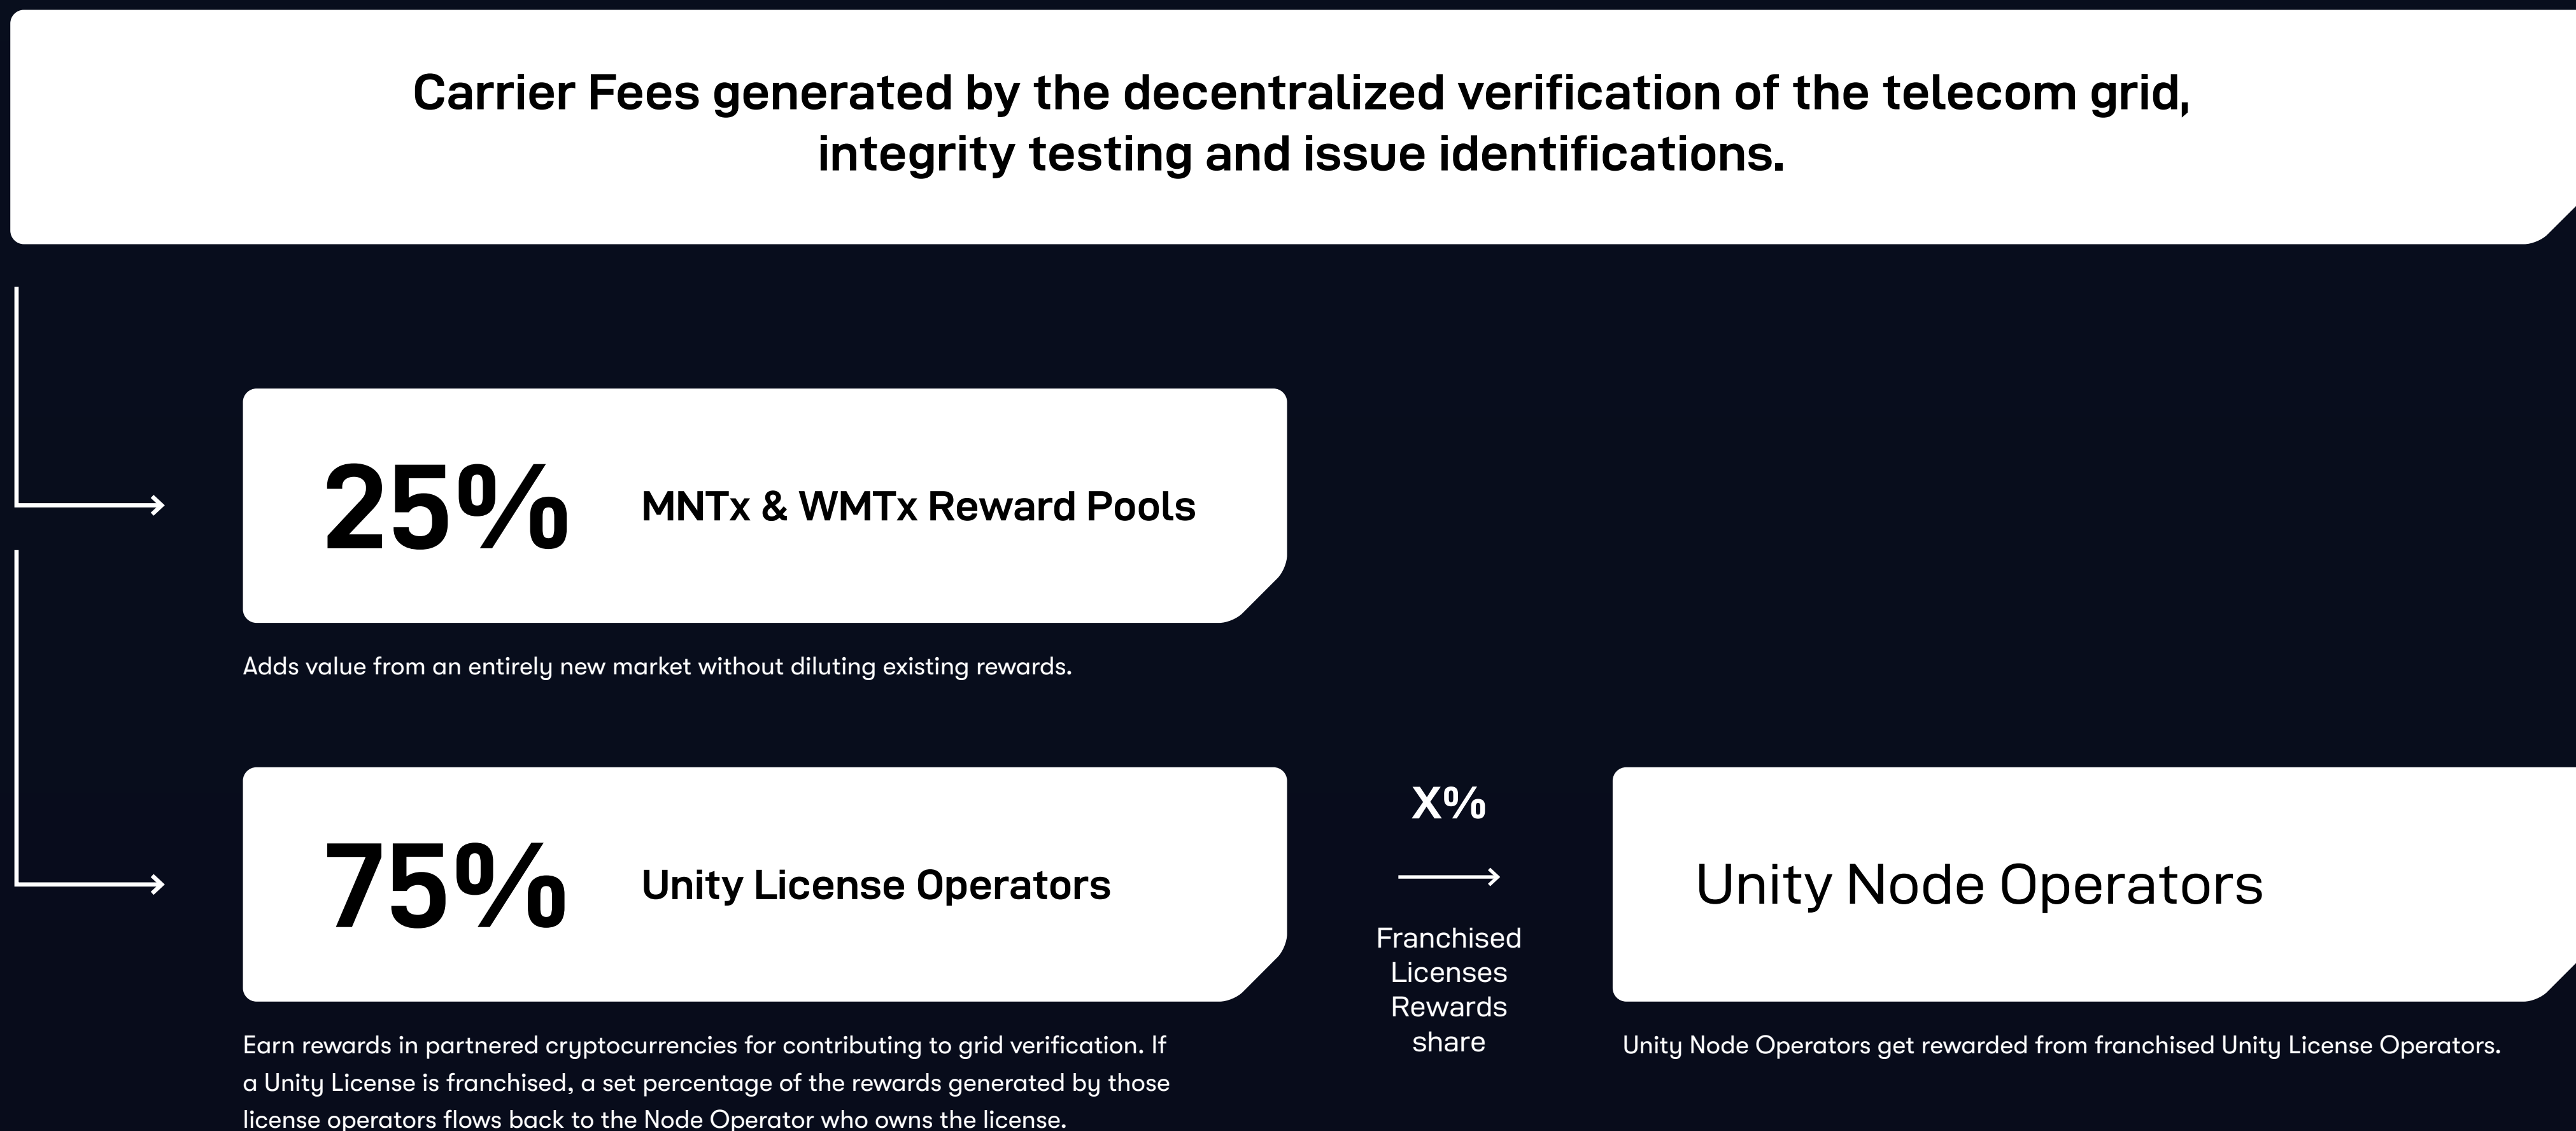 Carrier Fees generated by the decentralized verification of the telecom grid,
integrity testing and issue identifications.
25%
MNTx & WMTx Reward Pools
Adds value from an entirely new market without diluting existing rewards.
75%
Unity License Operators
Earn rewards in partnered cryptocurrencies for contributing to grid verification. If
a Unity License is franchised, a set percentage of the rewards generated by those
license operators flows back to the Node Operator who owns the license.
X%
Franchised
Licenses
Rewards
share
Unity Node Operators
Unity Node Operators get rewarded from franchised Unity License Operators.